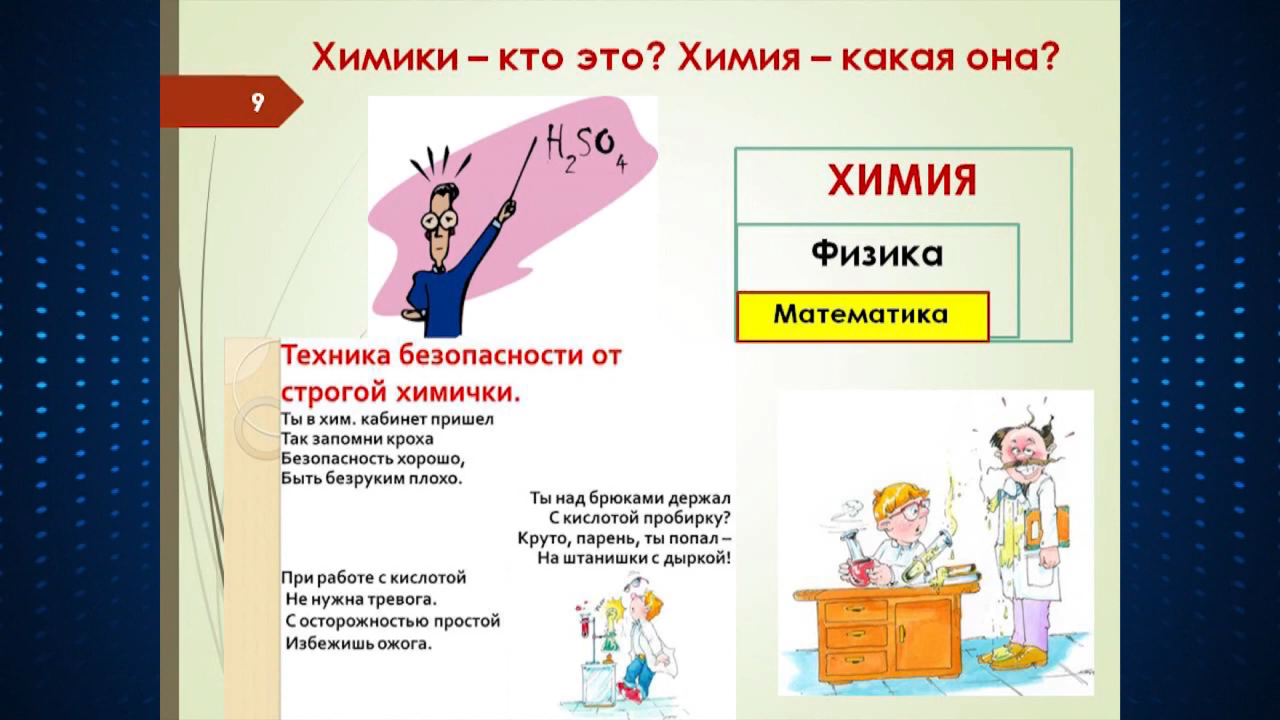 Химики – кто это? Химия – какая она?
9
H2SO4
ХИМИЯ
Физика
Математика
Техника безопасности от
строгой химички.
Ты в хим. кабинет пришел
Так запомни кроха
Безопасность хорошо,
Быть безруким плохо.
Ты над брюками держал
С кислотой пробирку?
Круто, парень, ты попал –
На штанишки с дыркой!
При работе с кислотой
Не нужна тревога.
С осторожностью простой
Избежишь ожога.